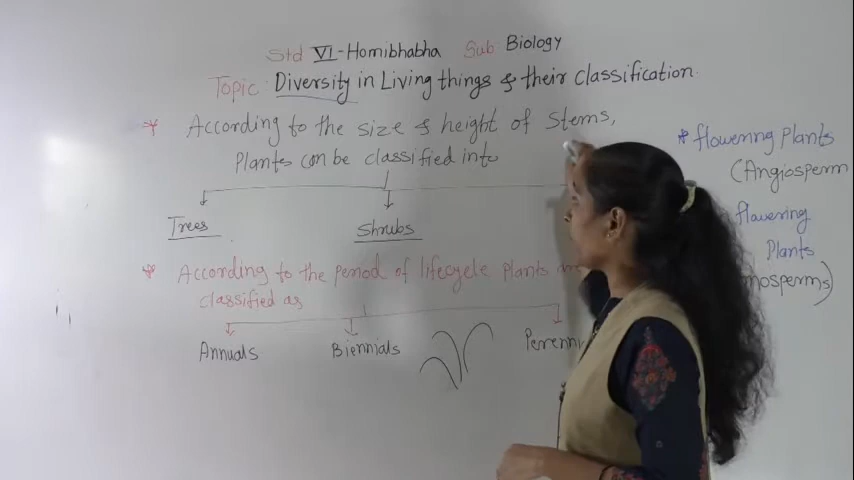 Std VI-Homibhabha Sub Biology
Topic Diversity in Living things & their classification
* According to the size & height of stems,
plants can be classified into
Trees
Shrubs
* According to the period of lifecycle plants
classified as
Annuals
Biennials
* flowering plants
(Angiosperm
flowering
Plants